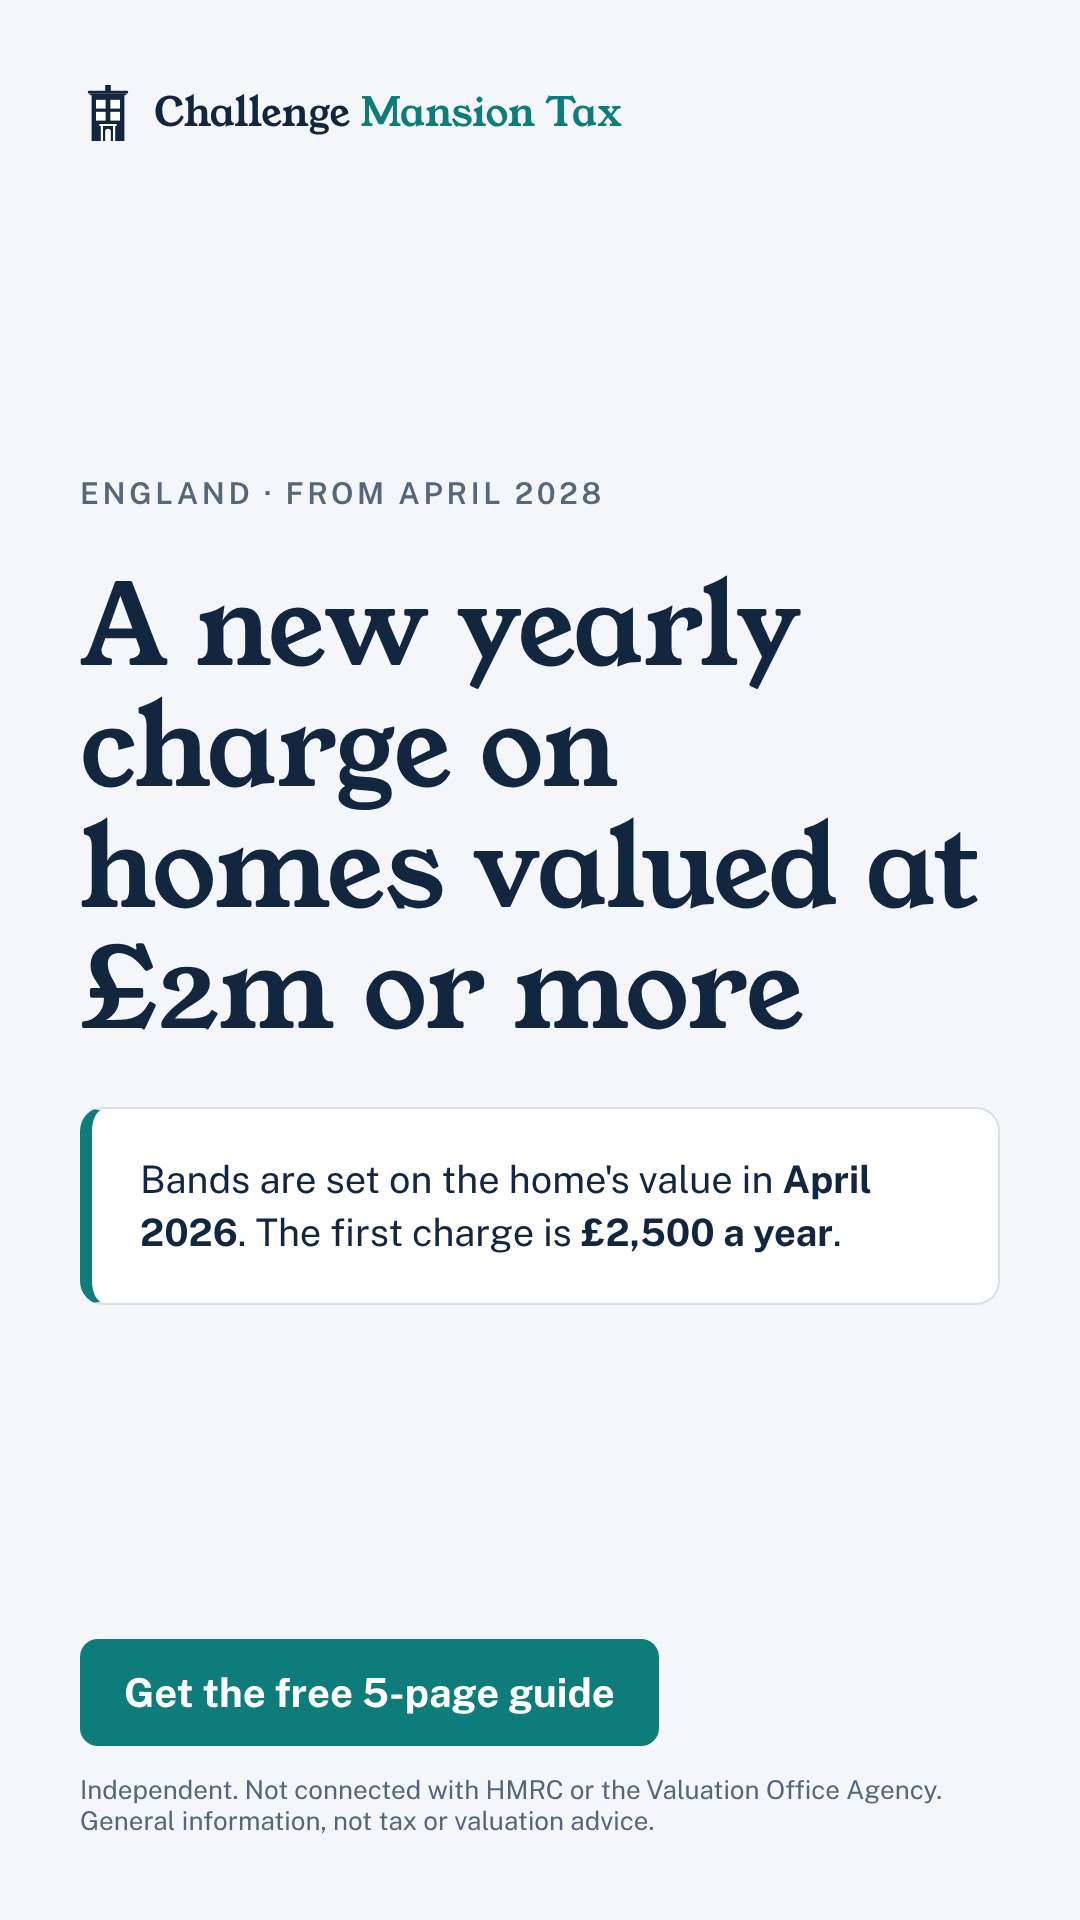 Challenge Mansion Tax
ENGLAND · FROM APRIL 2028
A new yearly
charge on
homes valued at
£2m or more
Bands are set on the home's value in April
2026. The first charge is £2,500 a year.
Get the free 5-page guide
Independent. Not connected with HMRC or the Valuation Office Agency.
General information, not tax or valuation advice.